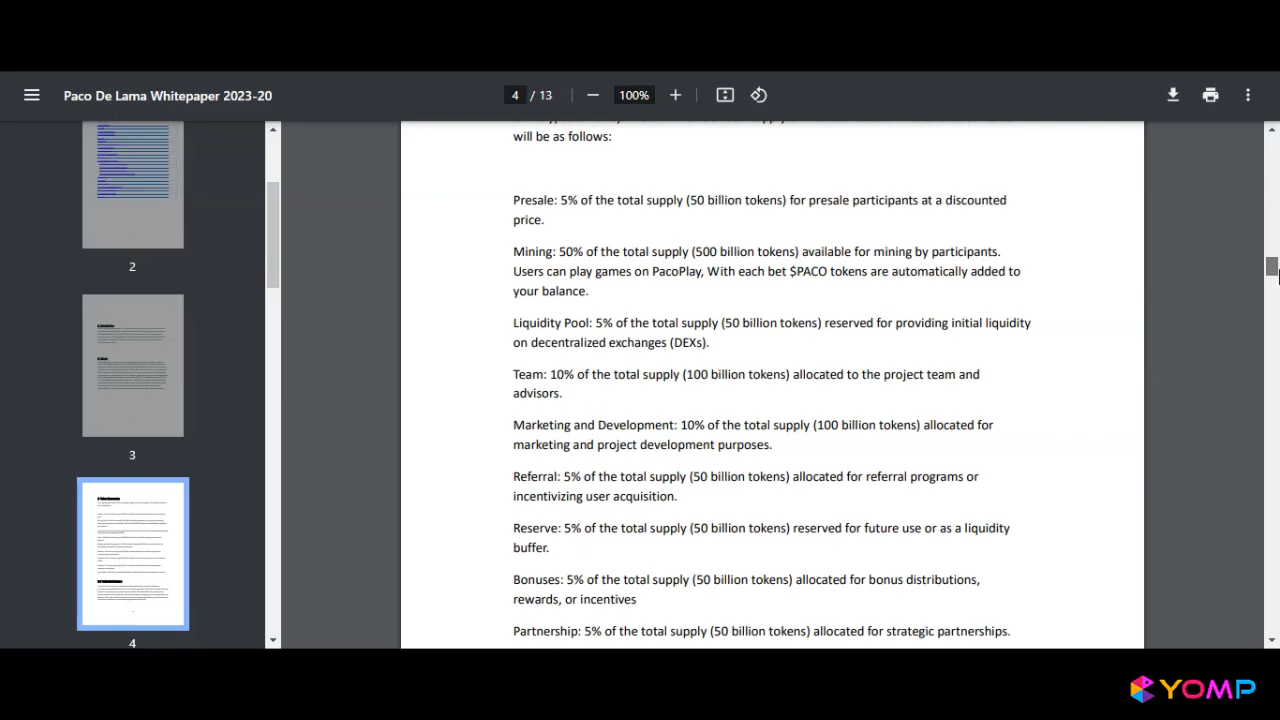 Paco De Lama Whitepaper 2023-20
4 / 13
100%
2
3
4
will be as follows:
Presale: 5% of the total supply (50 billion tokens) for presale participants at a discounted
price.
Mining: 50% of the total supply (500 billion tokens) available for mining by participants.
Users can play games on PacoPlay, With each bet $PACO tokens are automatically added to
your balance.
Liquidity Pool: 5% of the total supply (50 billion tokens) reserved for providing initial liquidity
on decentralized exchanges (DEXs).
Team: 10% of the total supply (100 billion tokens) allocated to the project team and
advisors.
Marketing and Development: 10% of the total supply (100 billion tokens) allocated for
marketing and project development purposes.
Referral: 5% of the total supply (50 billion tokens) allocated for referral programs or
incentivizing user acquisition.
Reserve: 5% of the total supply (50 billion tokens) reserved for future use or as a liquidity
buffer.
Bonuses: 5% of the total supply (50 billion tokens) allocated for bonus distributions,
rewards, or incentives
Partnership: 5% of the total supply (50 billion tokens) allocated for strategic partnerships.
YOMP